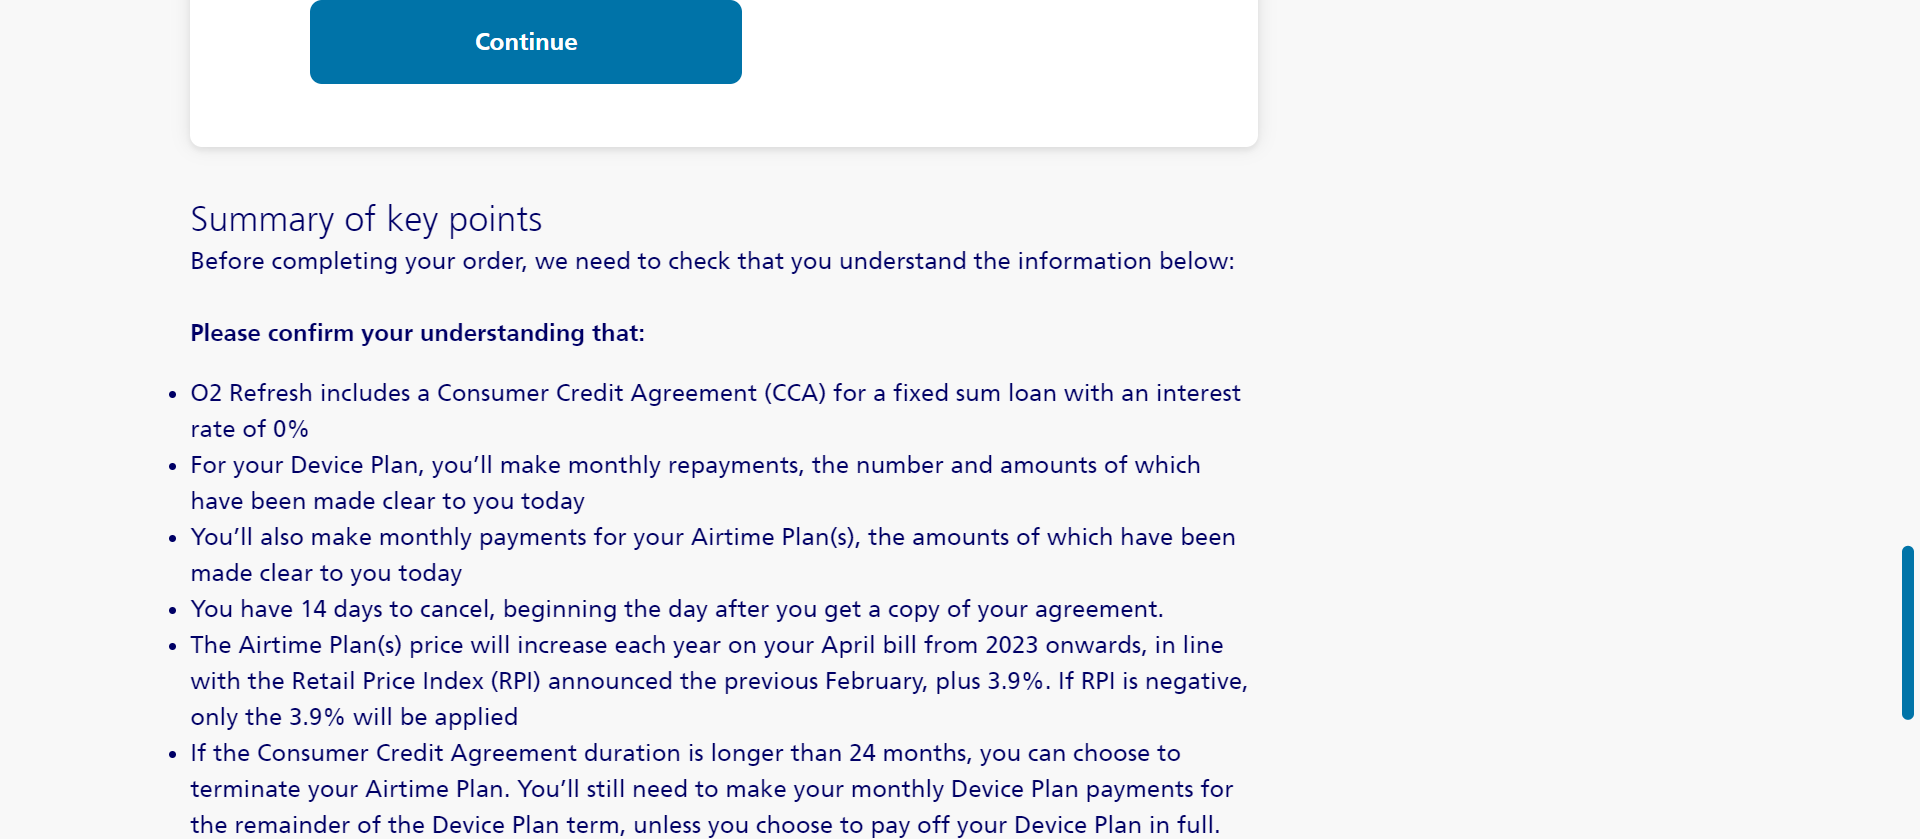 Continue
Summary of key points
Before completing your order, we need to check that you understand the information below:
Please confirm your understanding that:
• O2 Refresh includes a Consumer Credit Agreement (CCA) for a fixed sum loan with an interest
rate of 0%
• For your Device Plan, you’ll make monthly repayments, the number and amounts of which
have been made clear to you today
• You’ll also make monthly payments for your Airtime Plan(s), the amounts of which have been
made clear to you today
• You have 14 days to cancel, beginning the day after you get a copy of your agreement.
• The Airtime Plan(s) price will increase each year on your April bill from 2023 onwards, in line
with the Retail Price Index (RPI) announced the previous February, plus 3.9%. If RPI is negative,
only the 3.9% will be applied
• If the Consumer Credit Agreement duration is longer than 24 months, you can choose to
terminate your Airtime Plan. You’ll still need to make your monthly Device Plan payments for
the remainder of the Device Plan term, unless you choose to pay off your Device Plan in full.